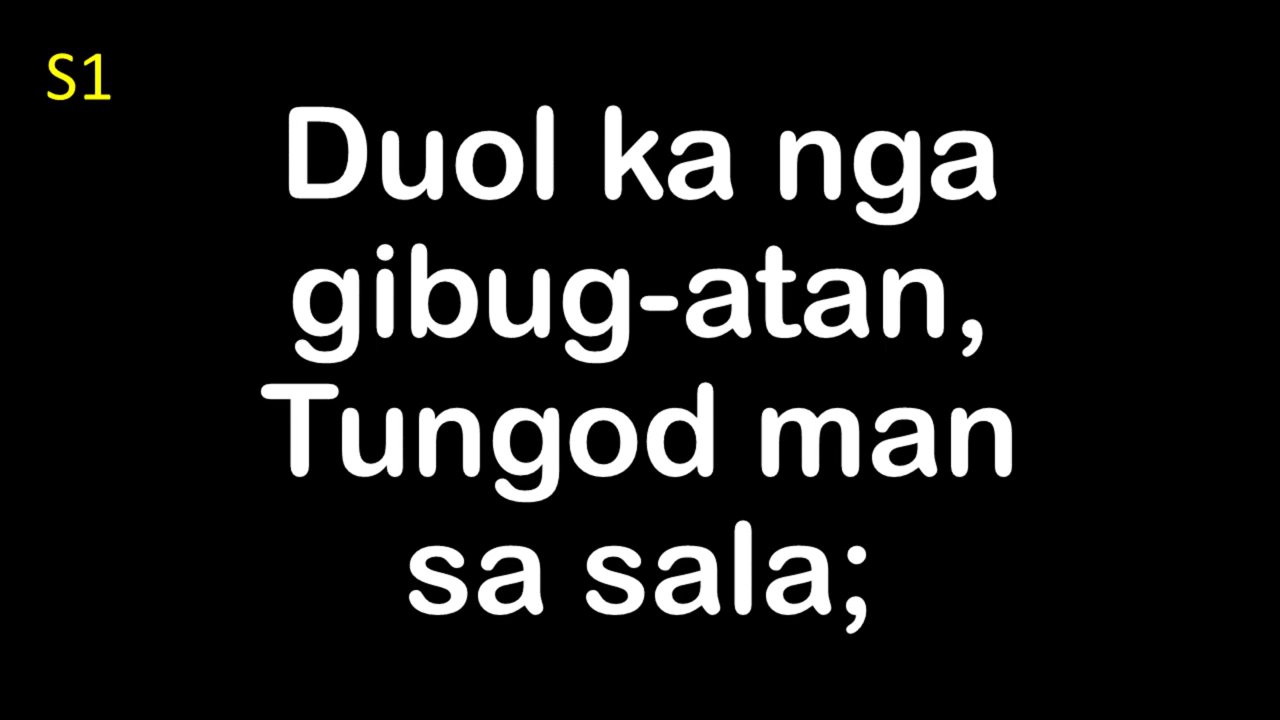 S1
Duol ka nga
gibug-atan,
Tungod man
sa sala;